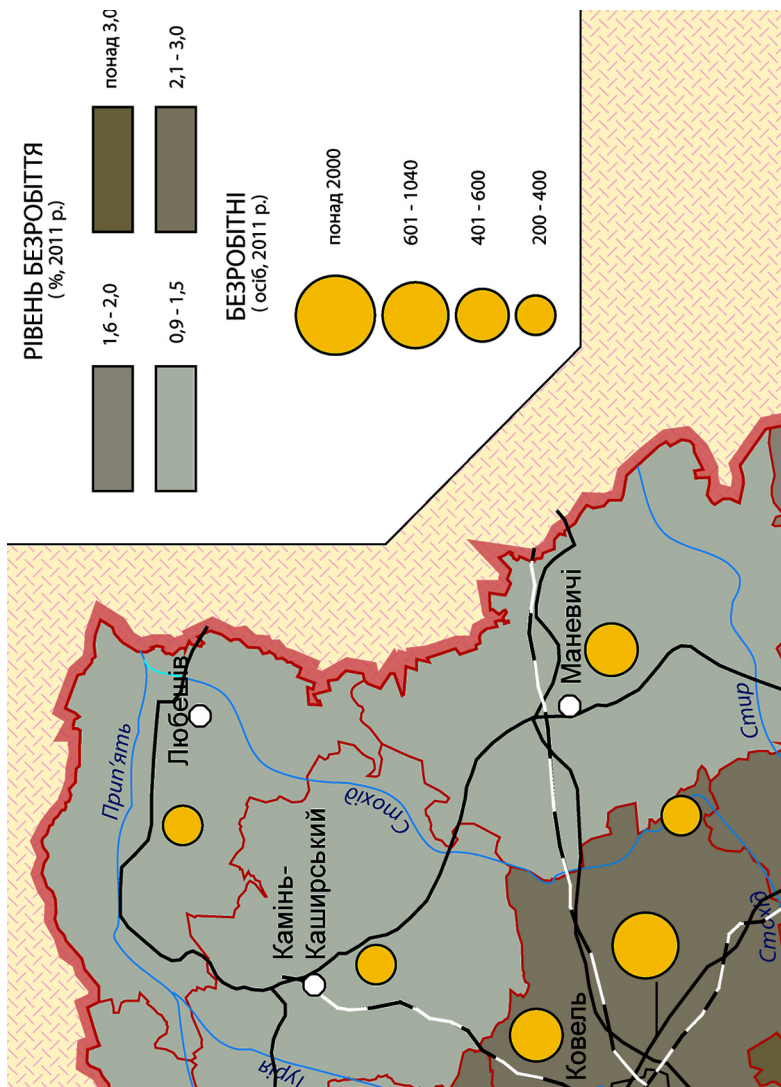 РІВЕНЬ БЕЗРОБІТТЯ
( %, 2011 р.)
1,6 - 2,0
понад 3,0
0,9 - 1,5
2,1 - 3,0
БЕЗРОБІТНІ
( осіб, 2011 р.)
понад 2000
601 - 1040
401 - 600
200 - 400
Прип'ять
Любешів
Стохід
Камінь-
Каширський
Турія
Маневичі
Стир
Ковель
Стохід